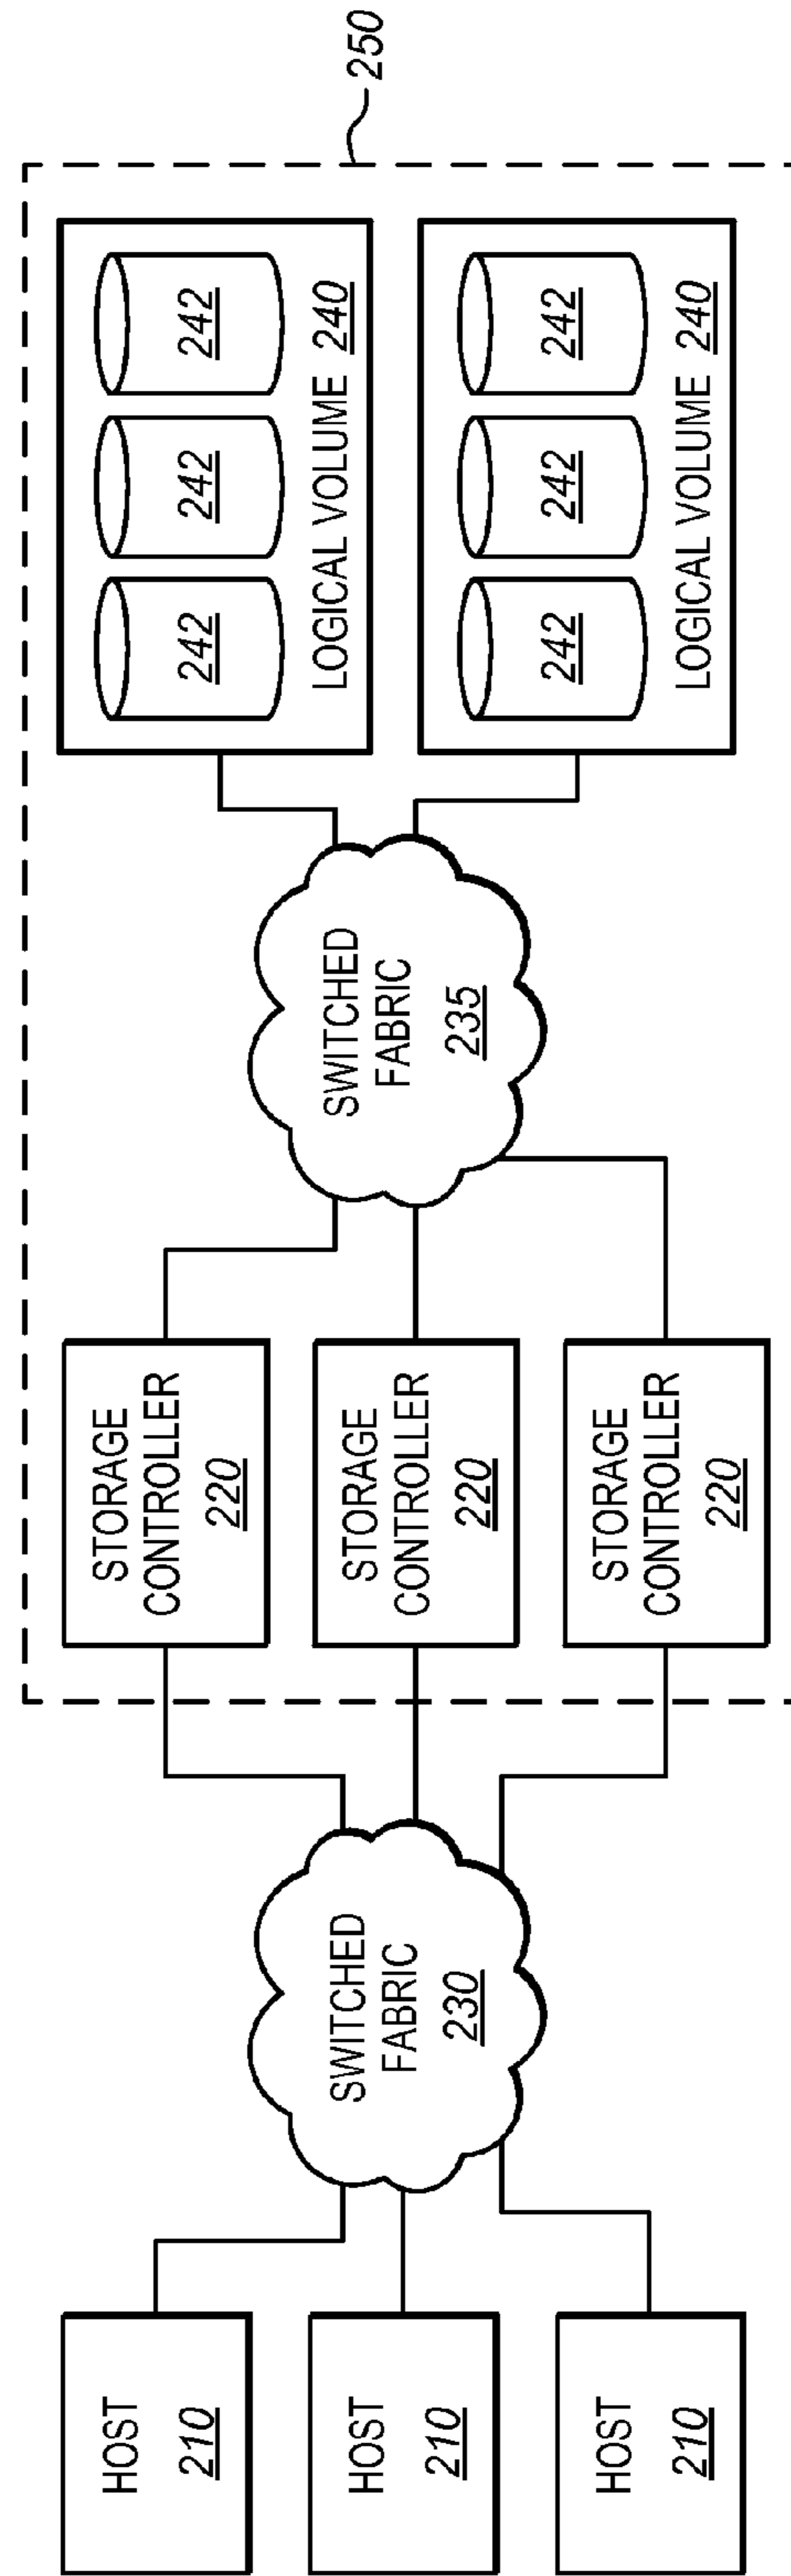 HOST
210
HOST
210
HOST
210
SWITCHED
FABRIC
230
STORAGE
CONTROLLER
220
STORAGE
CONTROLLER
220
STORAGE
CONTROLLER
220
SWITCHED
FABRIC
235
242
242
242
LOGICAL VOLUME 240
242
242
242
LOGICAL VOLUME 240
250